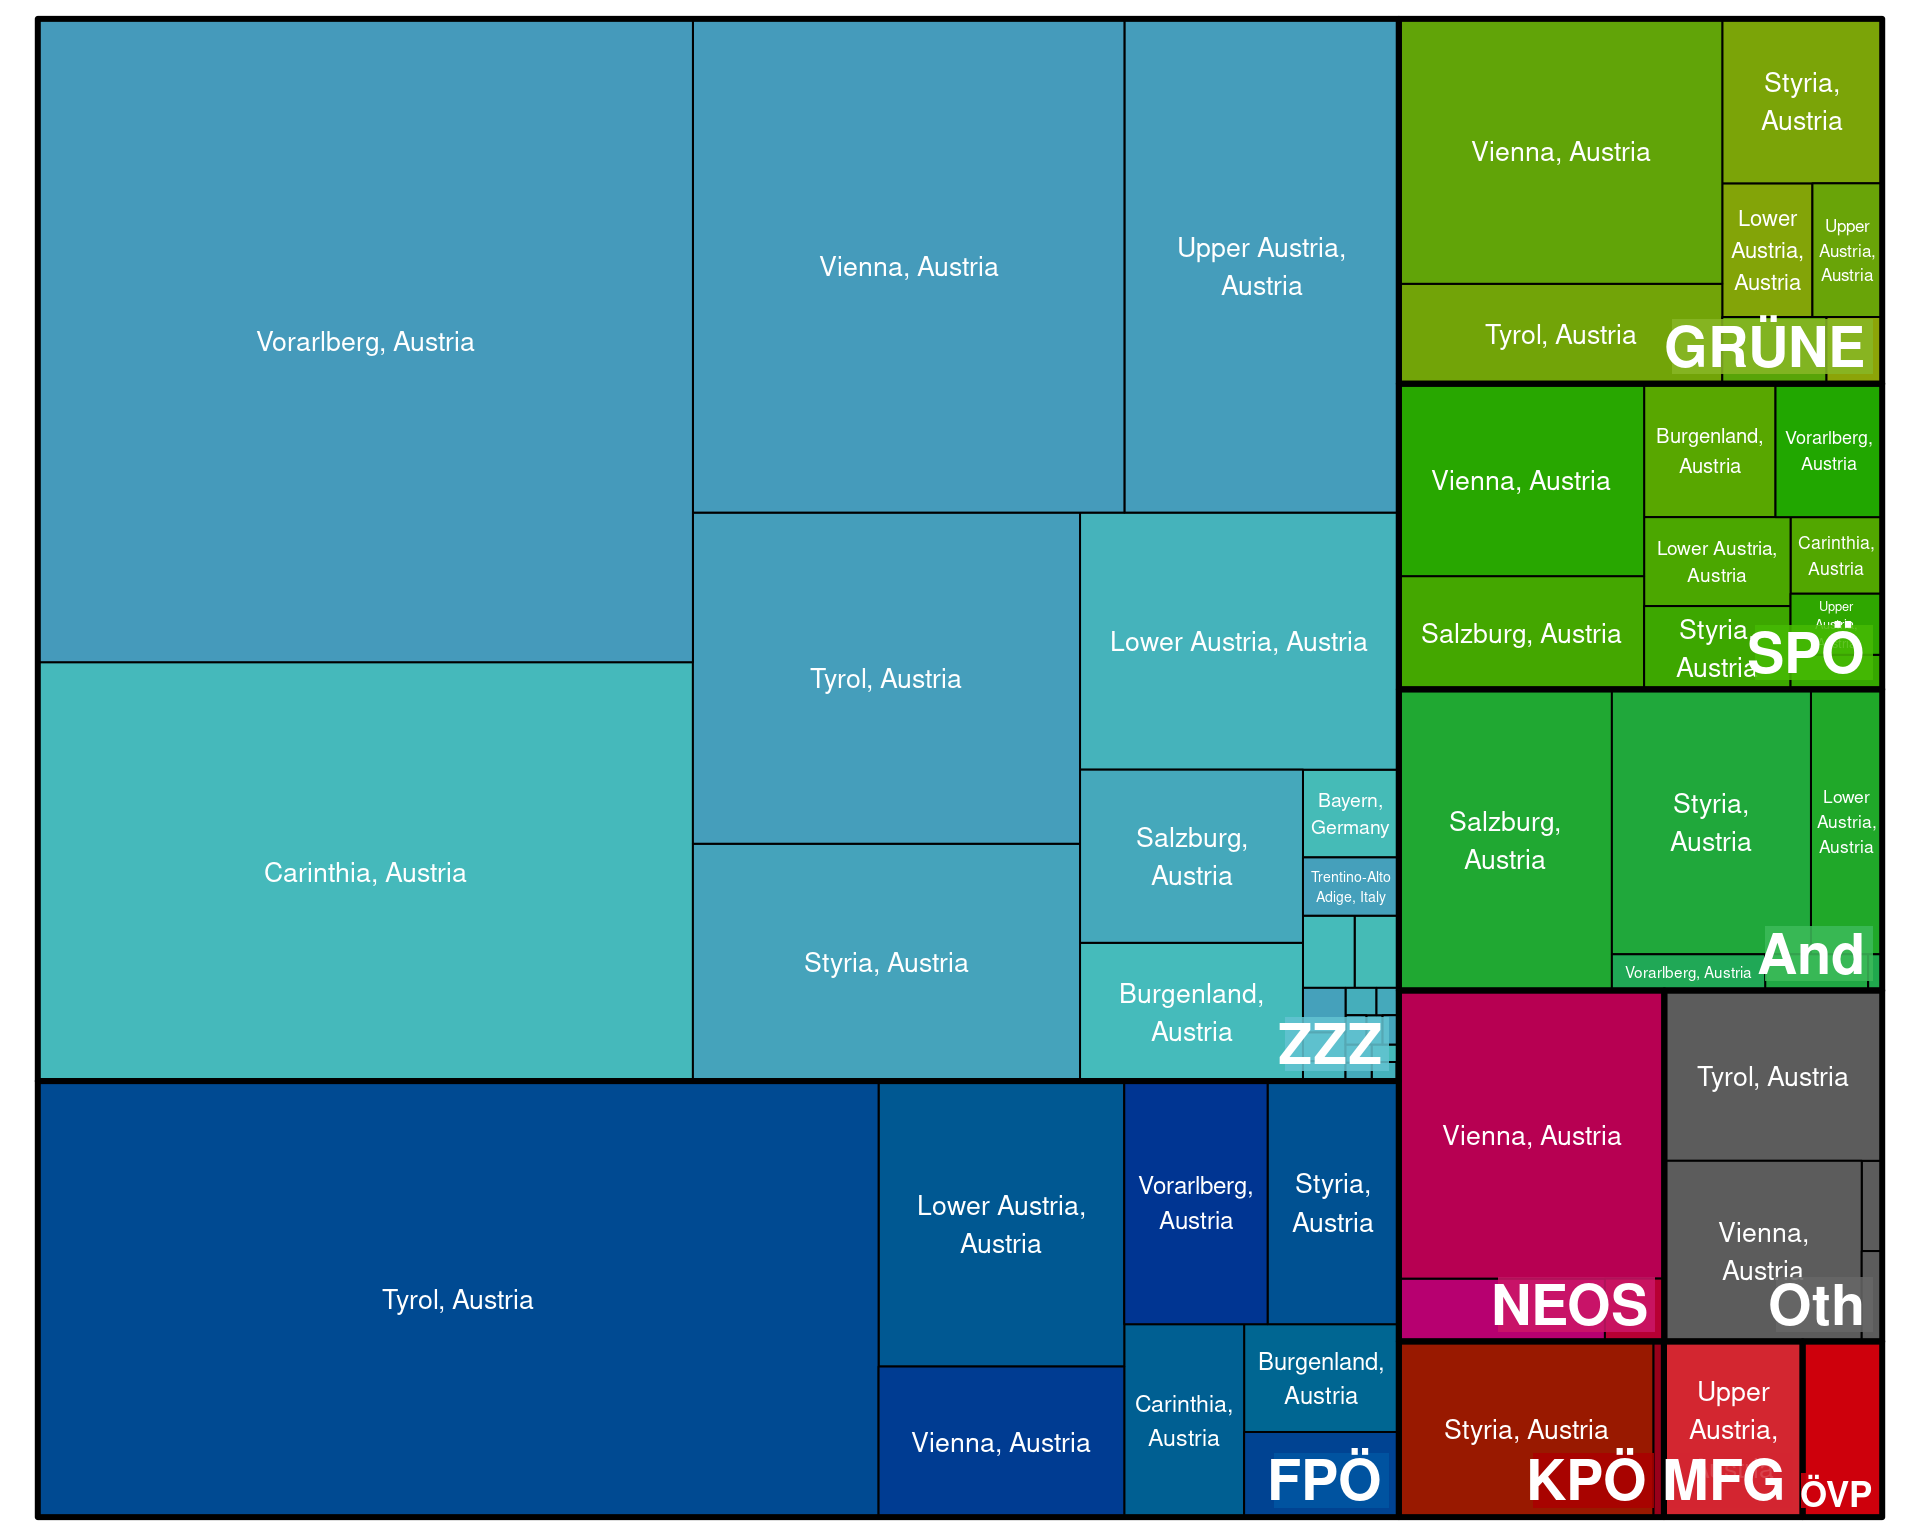 Vorarlberg, Austria
Carinthia, Austria
Vienna, Austria
Upper Austria,
Austria
Tyrol, Austria
Styria, Austria
Lower Austria, Austria
Salzburg,
Austria
Burgenland,
Austria
Bayern,
Germany
Trentino-Alto
Adige, Italy
ZZZ
Tyrol, Austria
Lower Austria,
Austria
Vienna, Austria
Vorarlberg,
Austria
Styria,
Austria
Carinthia,
Austria
Burgenland,
Austria
FPÖ
Vienna, Austria
Tyrol, Austria
Styria,
Austria
Lower
Austria,
Austria
Upper
Austria,
Austria
GRÜNE
Vienna, Austria
Salzburg, Austria
Burgenland,
Austria
Vorarlberg,
Austria
Lower Austria,
Austria
Carinthia,
Austria
Styria,
Austria
Upper
Austria,
SPÖ
Salzburg,
Austria
Styria,
Austria
Lower
Austria,
Austria
Vorarlberg, Austria
And
Vienna, Austria
NEOS
Tyrol, Austria
Vienna,
Austria
Oth
Styria, Austria
KPÖ
Upper
Austria,
MFG
ÖVP